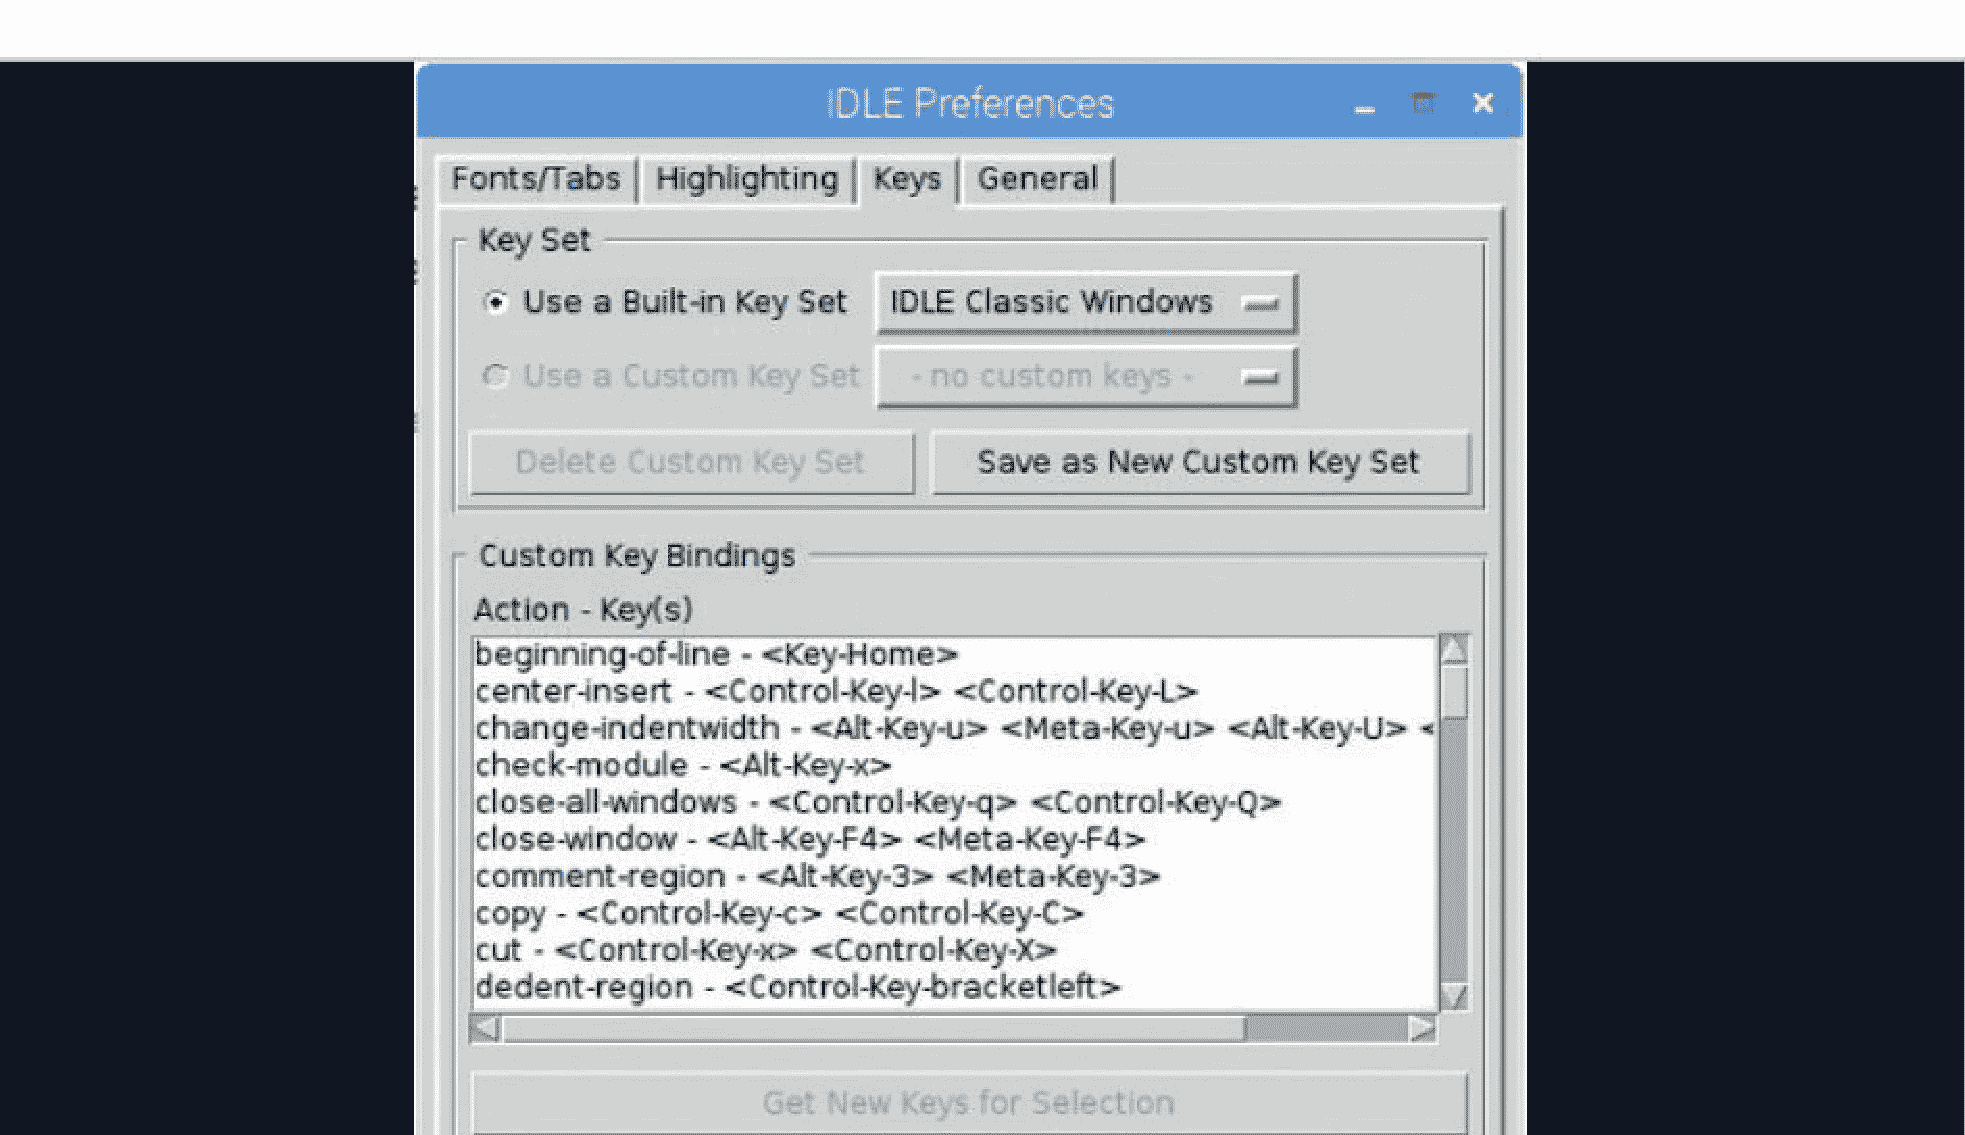 IDLE Preferences
Fonts/Tabs Highlighting Keys General
Key Set
Use a Built-in Key Set IDLE Classic Windows
Use a Custom Key Set - no custom keys -
Delete Custom Key Set Save as New Custom Key Set
Custom Key Bindings
Action - Key(s)
beginning-of-line - <Key-Home>
center-insert - <Control-Key-l> <Control-Key-L>
change-indentwidth - <Alt-Key-u> <Meta-Key-u> <Alt-Key-U> <
check-module - <Alt-Key-x>
close-all-windows - <Control-Key-q> <Control-Key-Q>
close-window - <Alt-Key-F4> <Meta-Key-F4>
comment-region - <Alt-Key-3> <Meta-Key-3>
copy - <Control-Key-c> <Control-Key-C>
cut - <Control-Key-x> <Control-Key-X>
dedent-region - <Control-Key-bracketleft>
Get New Keys for Selection